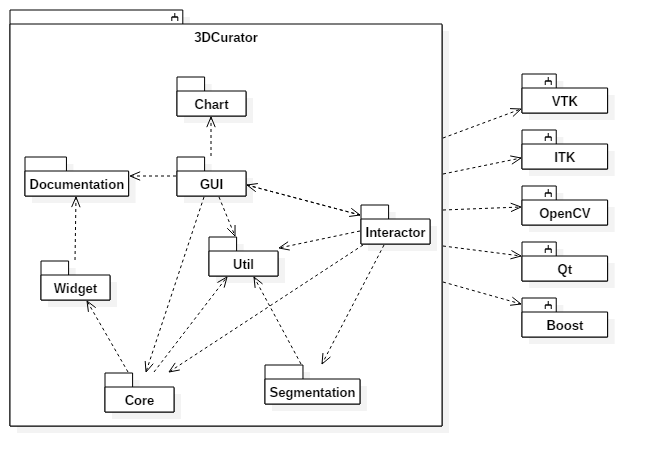 3DCurator
Chart
VTK
ITK
Documentation
GUI
OpenCV
Interactor
Util
Qt
Widget
Boost
Segmentation
Core